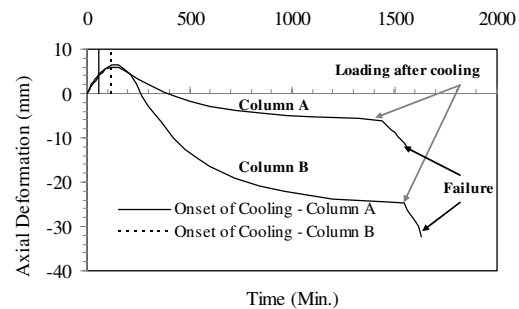 0 500 1000 1500 2000
10
0
-10
-20
-30
-40
Axial Deformation (mm)
Loading after cooling
Column A
Column B
Failure
Onset of Cooling - Column A
Onset of Cooling - Column B
Time (Min.)